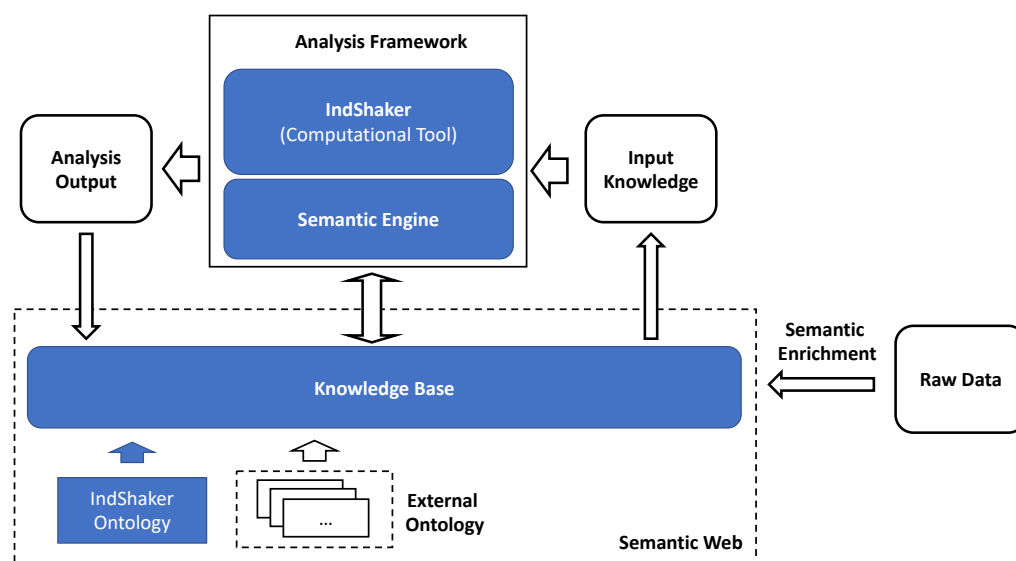 Analysis Framework
IndShaker
(Computational Tool)
Analysis
Output
Input
Knowledge
Semantic Engine
Semantic
Enrichment
Raw Data
Knowledge Base
IndShaker
Ontology
...
External
Ontology
Semantic Web